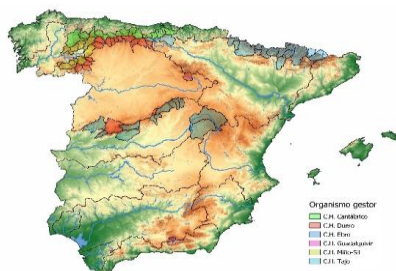 Organismo gestor
C.H. Cantábrico
C.H. Duero
C.H. Ebro
C.H. Guadalquivir
C.H. Miño-Sil
C.H. Tajo